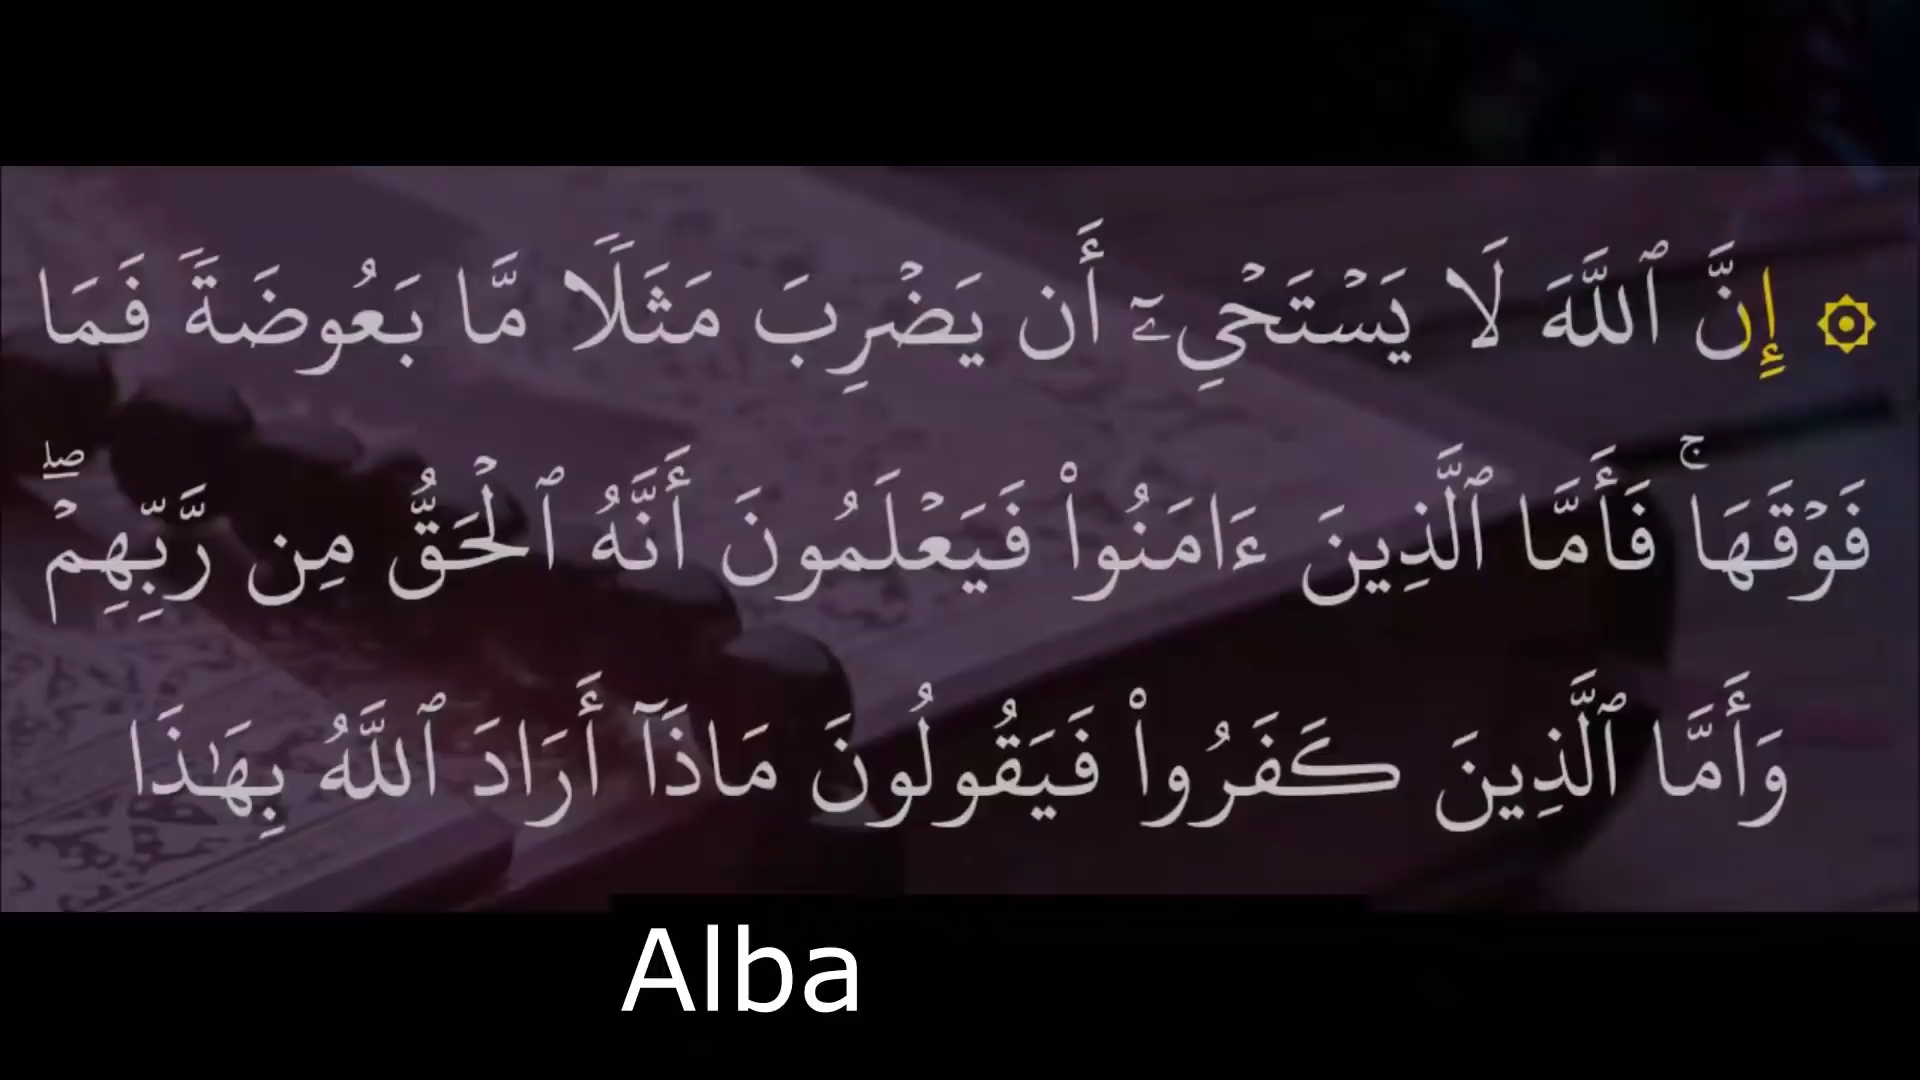 ۞ إِنَّ ٱللَّهَ لَا يَسْتَحْىِۦٓ أَن يَضْرِبَ مَثَلًا مَّا بَعُوضَةً فَمَا
فَوْقَهَا ۚ فَأَمَّا ٱلَّذِينَ ءَامَنُوا۟ فَيَعْلَمُونَ أَنَّهُ ٱلْحَقُّ مِن رَّبِّهِمْ ۖ
وَأَمَّا ٱلَّذِينَ كَفَرُوا۟ فَيَقُولُونَ مَاذَآ أَرَادَ ٱللَّهُ بِهَـٰذَا
Alba